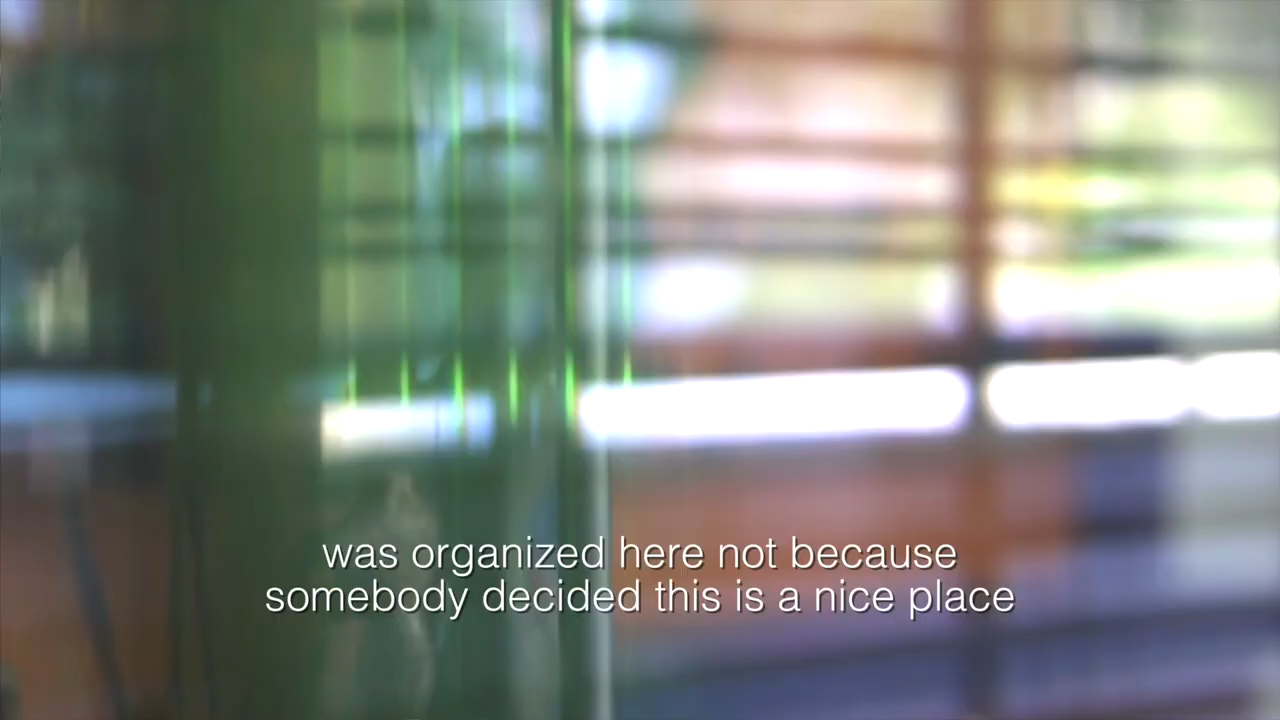 was organized here not because
somebody decided this is a nice place